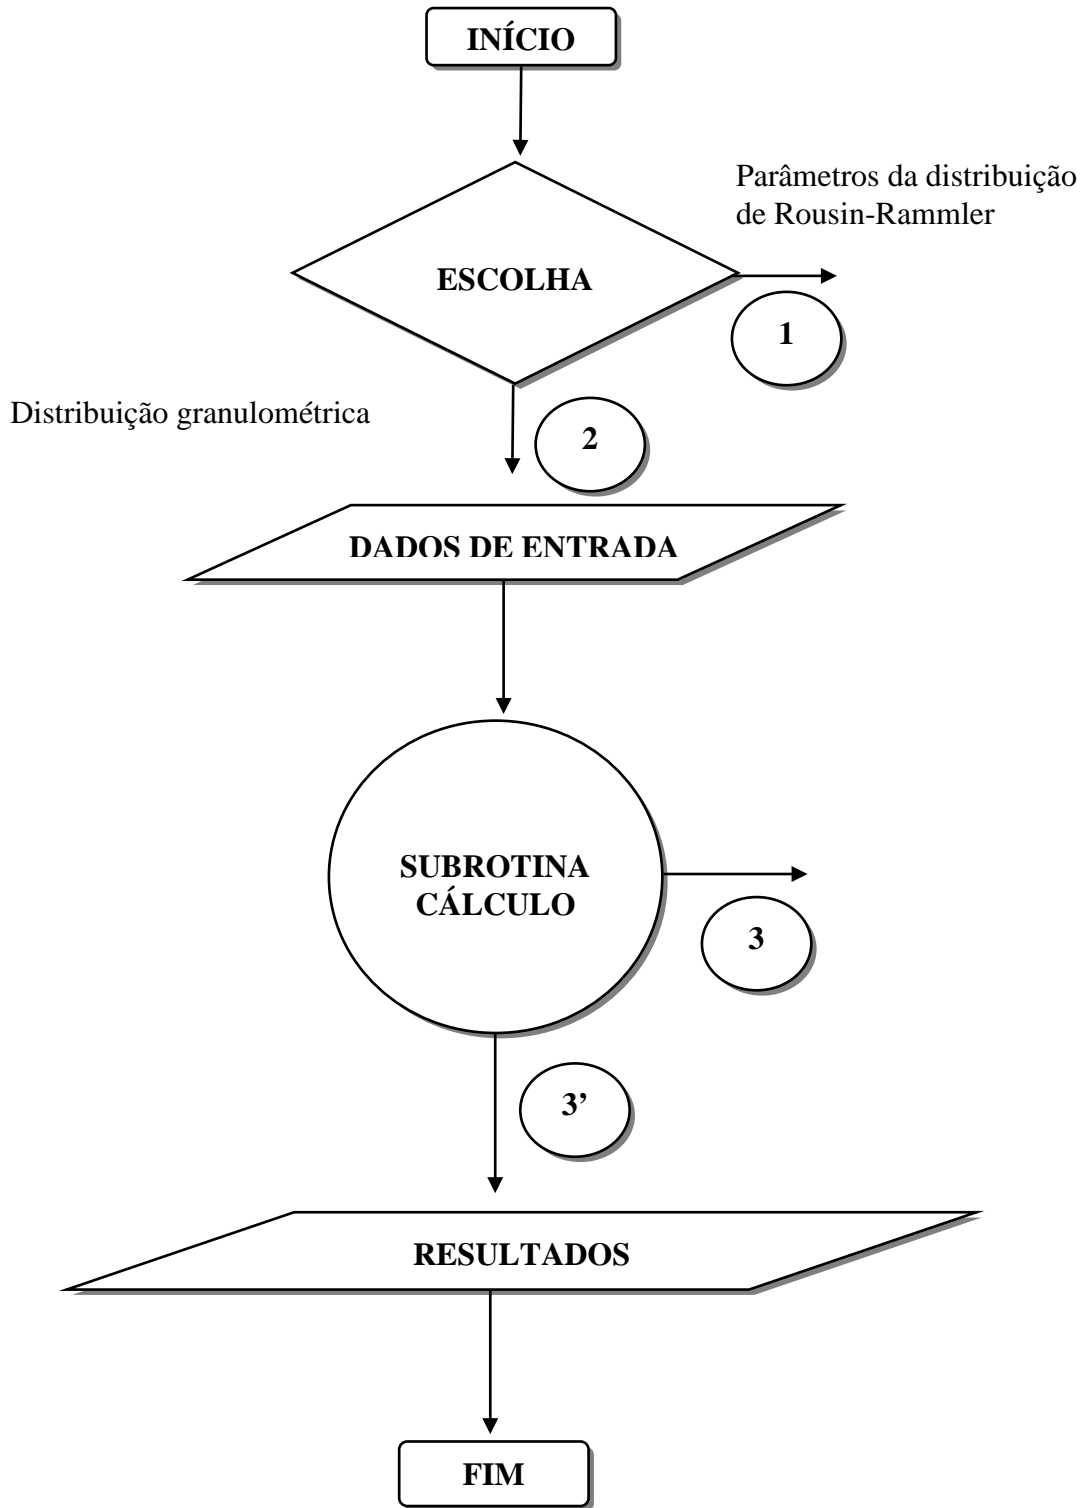 INÍCIO
Parâmetros da distribuição
de Rousin-Rammler
ESCOLHA
1
Distribuição granulométrica
2
DADOS DE ENTRADA
SUBROTINA
CÁLCULO
3
3’
RESULTADOS
FIM